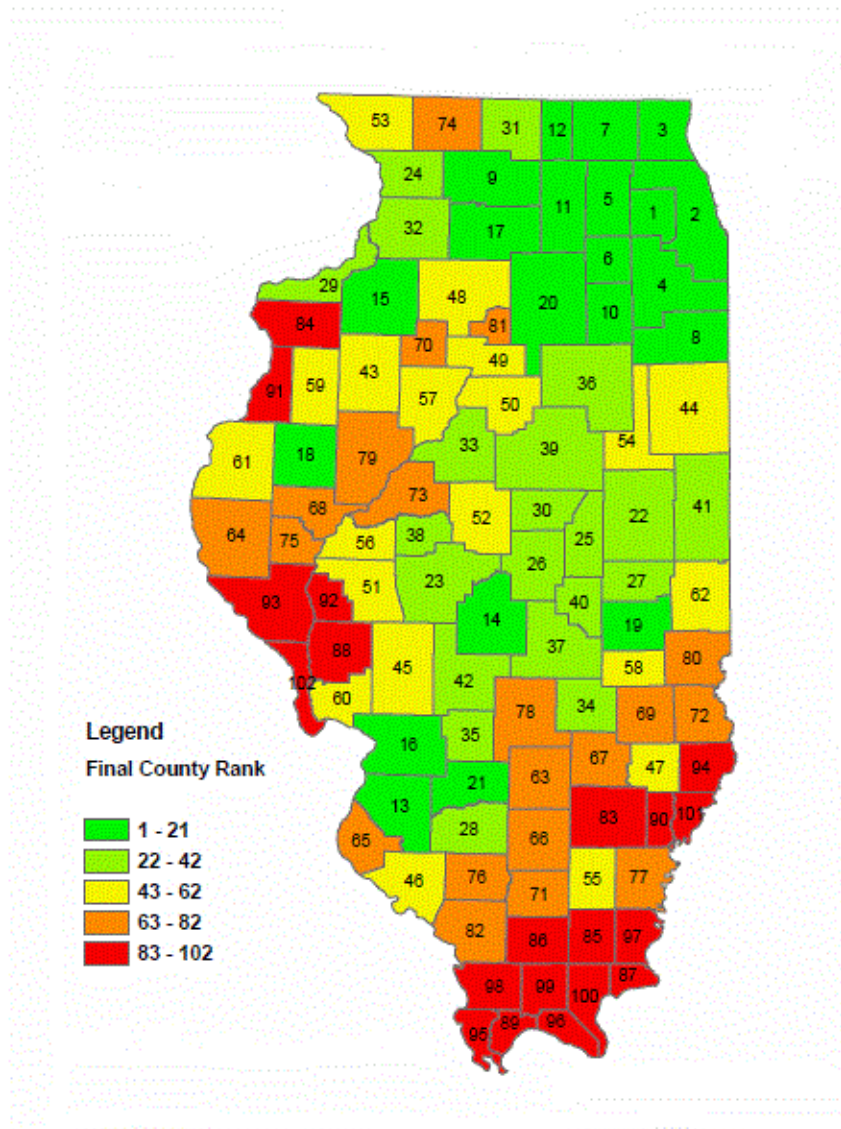 53 74 31 12 7 3
24 9 11 5 1 2
32 17 6
29 15 48 20 10 4
84 81 8
70 49
91 59 43 57 36 44
50
61 18 79 33 39 54
68 73 52 30 22 41
64 75 56 38 25
93 92 51 23 26 27 62
14 40 19
88 37 58 80
102 60 45 42
78 34 69 72
Legend
16 35 67 47 94
Final County Rank
63
13 21 83 90 101
1 - 21
65 28 66
22 - 42
46 76 71 55 77
43 - 62
63 - 82
82 86 85 97
83 - 102
98 99 100 87
95 89 96